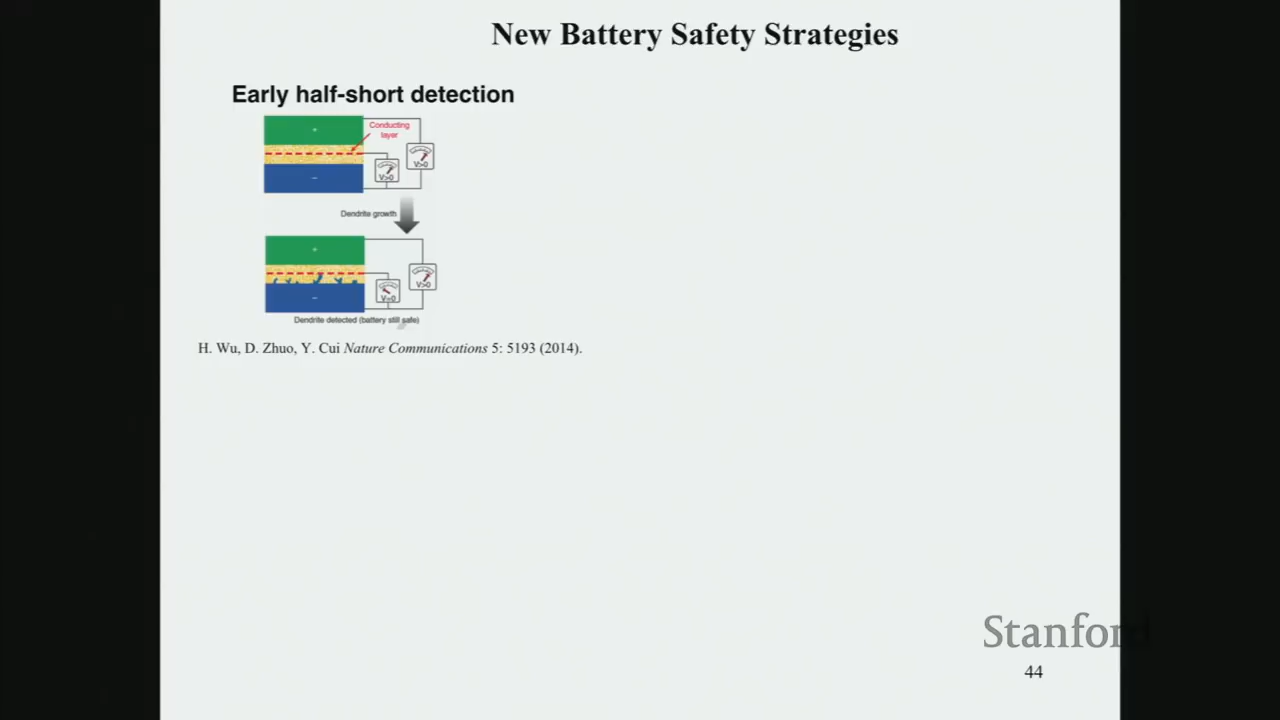 New Battery Safety Strategies
Early half-short detection
+
Conducting
layer
V>0
V>0
–
Dendrite growth
+
V>0
V=0
–
Dendrite detected (battery still safe)
H. Wu, D. Zhuo, Y. Cui Nature Communications 5: 5193 (2014).
Stanford
44